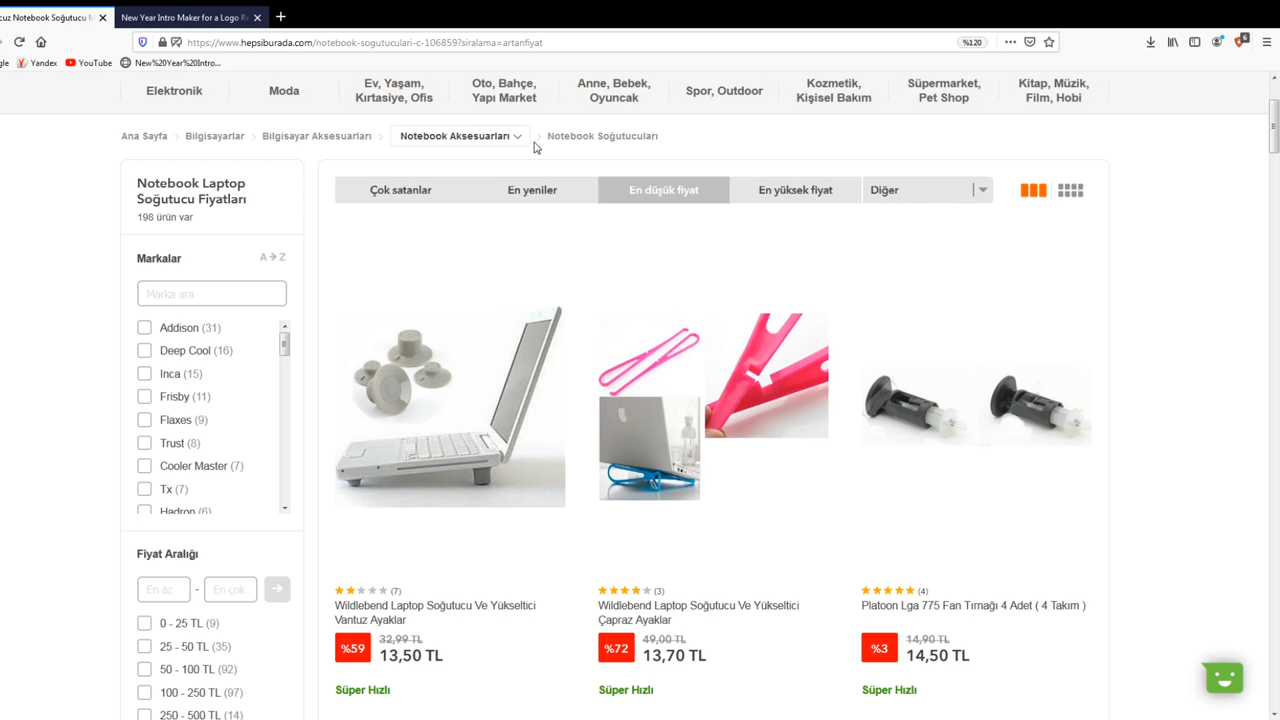 cuz Notebook Soğutucu M
New Year Intro Maker for a Logo Re
https://www.hepsiburada.com/notebook-sogutuculari-c-106859?siralama=artanfiyat
%120
6
gle
Yandex
YouTube
New%20Year%20Intro...
Elektronik
Moda
Ev, Yaşam,
Kırtasiye, Ofis
Oto, Bahçe,
Yapı Market
Anne, Bebek,
Oyuncak
Spor, Outdoor
Kozmetik,
Kişisel Bakım
Süpermarket,
Pet Shop
Kitap, Müzik,
Film, Hobi
Ana Sayfa
Bilgisayarlar
Bilgisayar Aksesuarları
Notebook Aksesuarları
Notebook Soğutucuları
Notebook Laptop
Soğutucu Fiyatları
198 ürün var
Markalar
A → Z
Marka ara
Addison (31)
Deep Cool (16)
Inca (15)
Frisby (11)
Flaxes (9)
Trust (8)
Cooler Master (7)
Tx (7)
Hadron (6)
Fiyat Aralığı
En az - En çok
0 - 25 TL (9)
25 - 50 TL (35)
50 - 100 TL (92)
100 - 250 TL (97)
250 - 500 TL (14)
Çok satanlar
En yeniler
En düşük fiyat
En yüksek fiyat
Diğer
(7)
Wildlebend Laptop Soğutucu Ve Yükseltici
Vantuz Ayaklar
%59
32,99 TL
13,50 TL
Süper Hızlı
(3)
Wildlebend Laptop Soğutucu Ve Yükseltici
Çapraz Ayaklar
%72
49,00 TL
13,70 TL
Süper Hızlı
(4)
Platoon Lga 775 Fan Tırnağı 4 Adet ( 4 Takım )
%3
14,90 TL
14,50 TL
Süper Hızlı